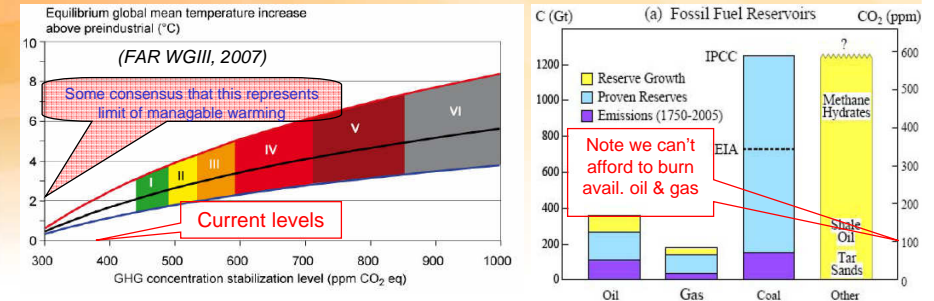 Equilibrium global mean temperature increase
above preindustrial (°C)
(FAR WGIII, 2007)
Some consensus that this represents
limit of managable warming
10
8
6
4
2
0
I
II
III
IV
V
VI
Current levels
300
400
500
600
700
800
900
1000
GHG concentration stabilization level (ppm CO2 eq)
C (Gt)
(a) Fossil Fuel Reservoirs
CO2 (ppm)
1200
1000
800
600
400
200
0
IPCC
?
Reserve Growth
Proven Reserves
Emissions (1750-2005)
Note we can't
afford to burn
avail. oil & gas
EIA
Methane
Hydrates
Shale
Oil
Tar
Sands
600
500
400
300
200
100
0
Oil
Gas
Coal
Other